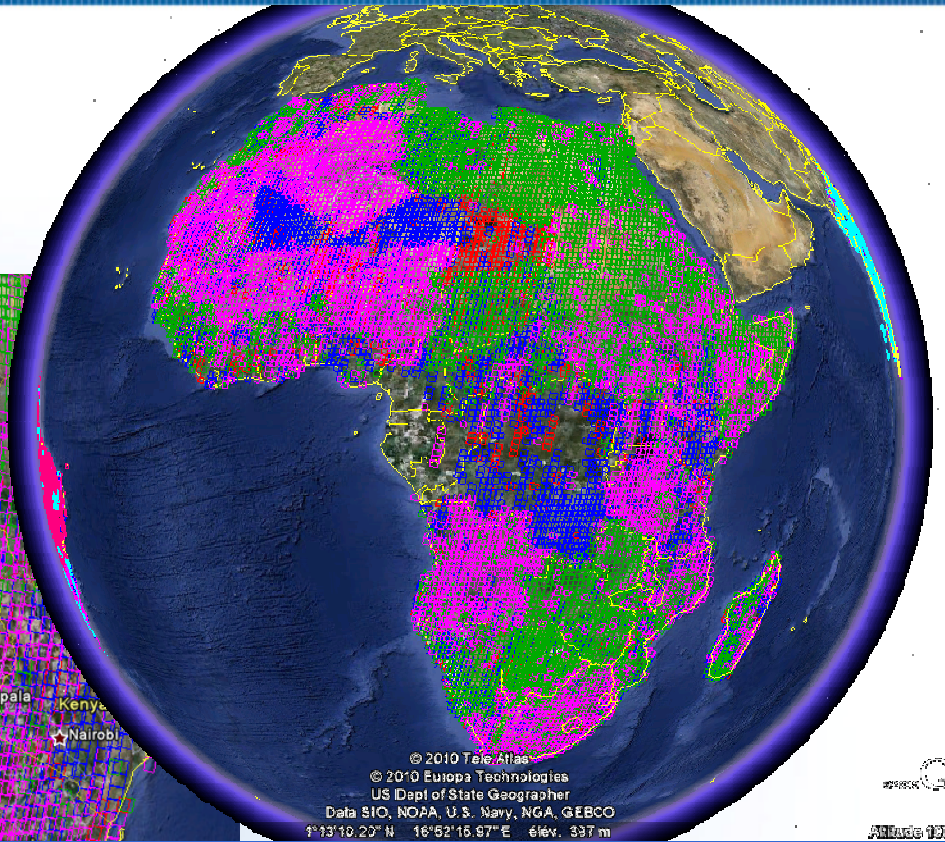 pala
Kenya
Nairobi
© 2010 Tele Atlas
© 2010 Europa Technologies
US Dept of State Geographer
Data SIO, NOAA, U.S. Navy, NGA, GEBCO
1°13'10.20" N 16°52'15.97" E élév. 397 m